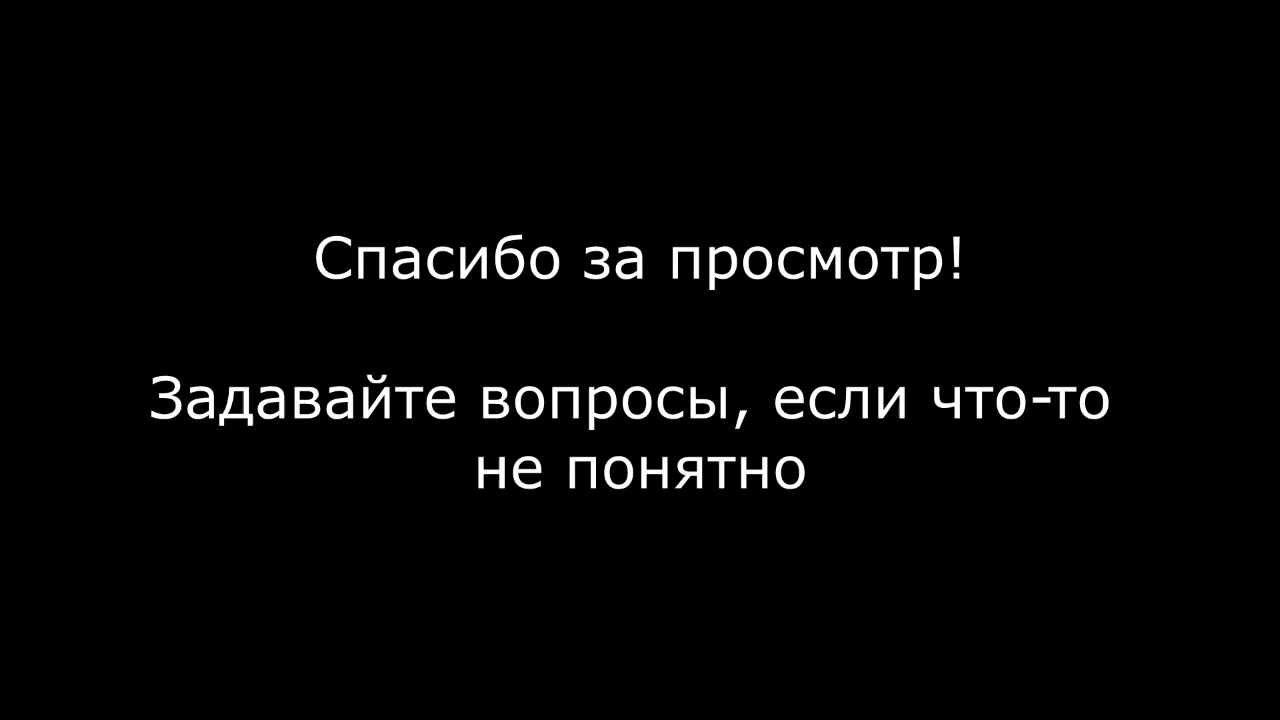 Спасибо за просмотр!
Задавайте вопросы, если что-то
не понятно